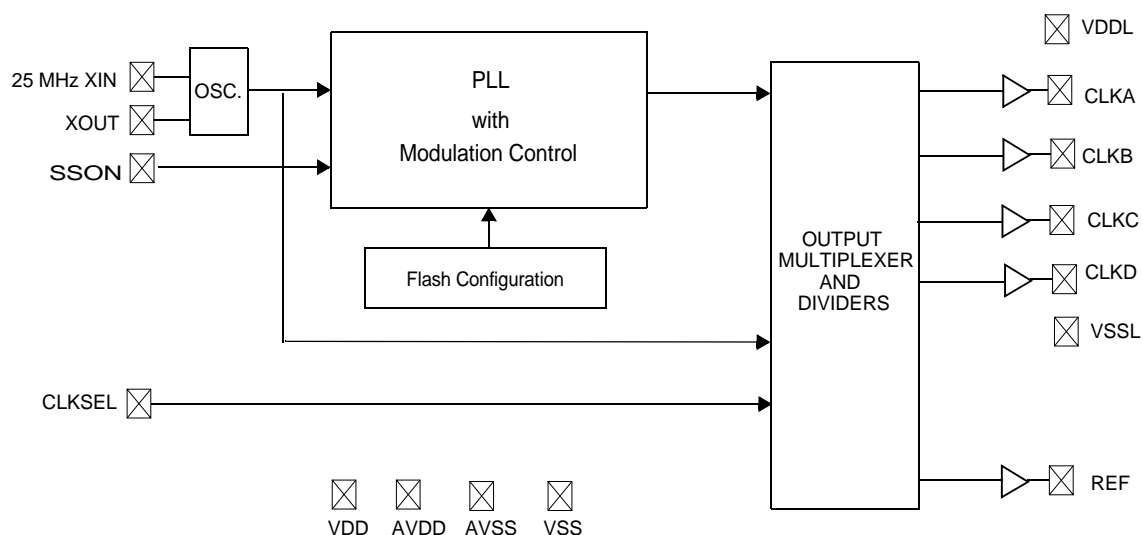 25 MHz XIN
XOUT
SSON
OSC.
PLL
with
Modulation Control
Flash Configuration
CLKSEL
OUTPUT
MULTIPLEXER
AND
DIVIDERS
VDDL
CLKA
CLKB
CLKC
CLKD
VSSL
REF
VDD AVDD AVSS VSS